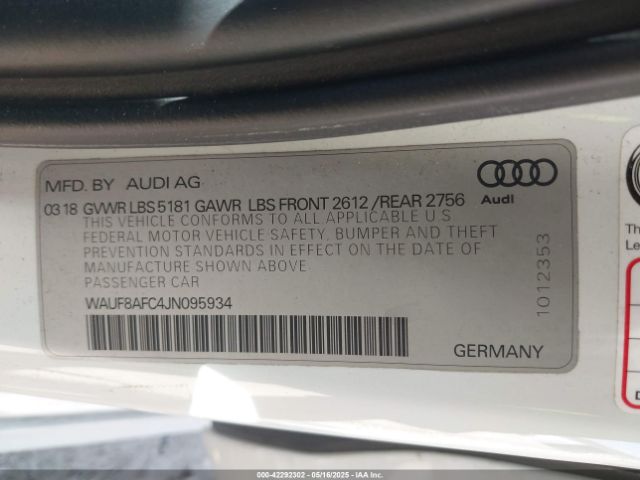 MFD. BY AUDI AG
Audi
03 18 GVWR LBS 5181 GAWR LBS FRONT 2612 /REAR 2756
THIS VEHICLE CONFORMS TO ALL APPLICABLE U S
FEDERAL MOTOR VEHICLE SAFETY, BUMPER AND THEFT
PREVENTION STANDARDS IN EFFECT ON THE DATE OF
MANUFACTURE SHOWN ABOVE
PASSENGER CAR
WAUF8AFC4JN095934
1012353
GERMANY
Th
Le
D
000-42292302 - 05/16/2025 - IAA Inc.